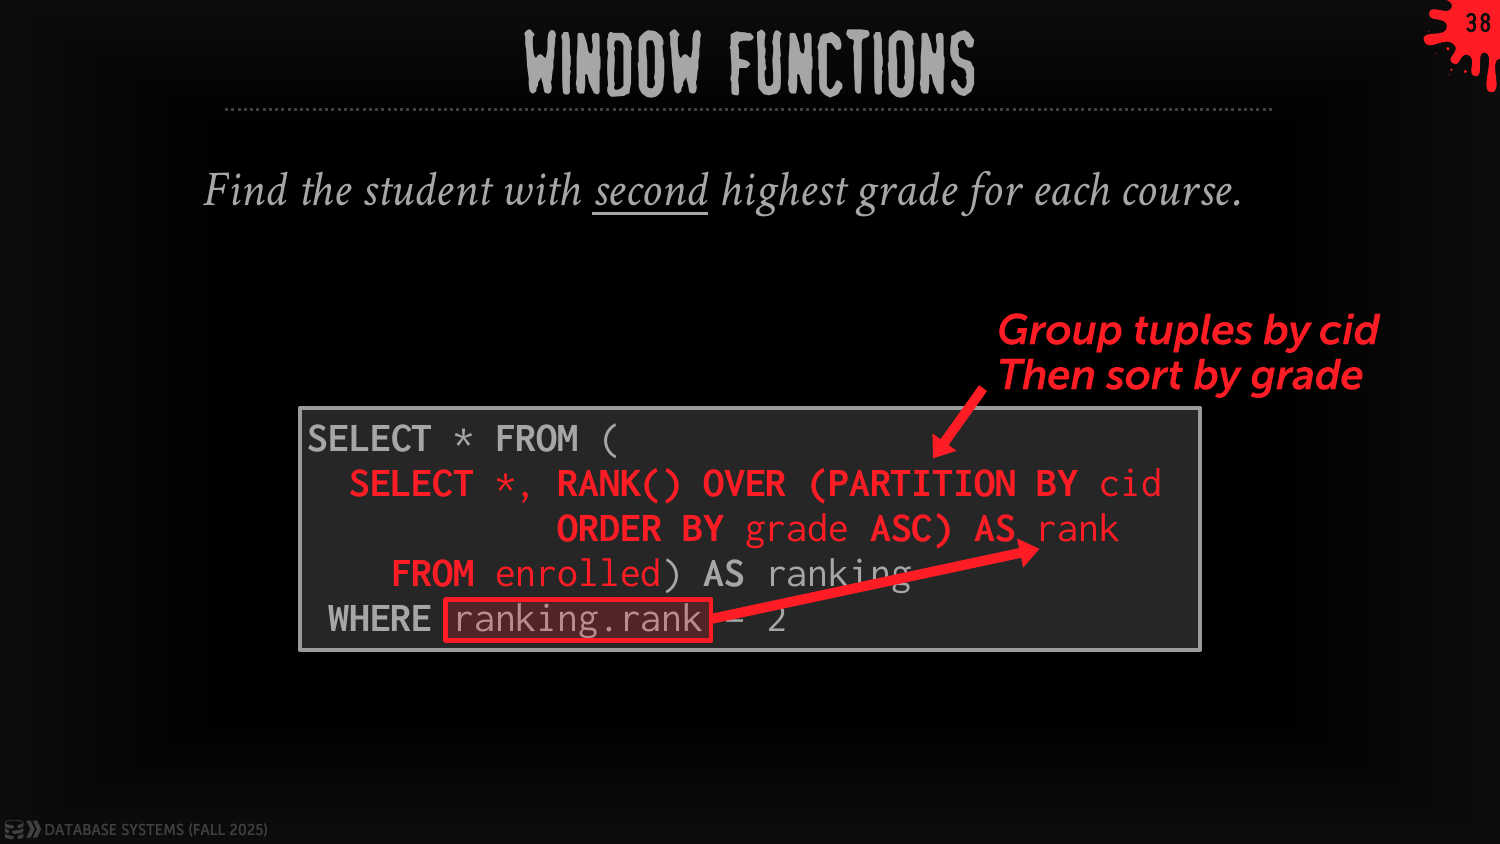 38
WINDOW FUNCTIONS
Find the student with second highest grade for each course.
Group tuples by cid
Then sort by grade
SELECT * FROM (
SELECT *, RANK() OVER (PARTITION BY cid
ORDER BY grade ASC) AS rank
FROM enrolled) AS ranking
WHERE ranking.rank = 2
DATABASE SYSTEMS (FALL 2025)